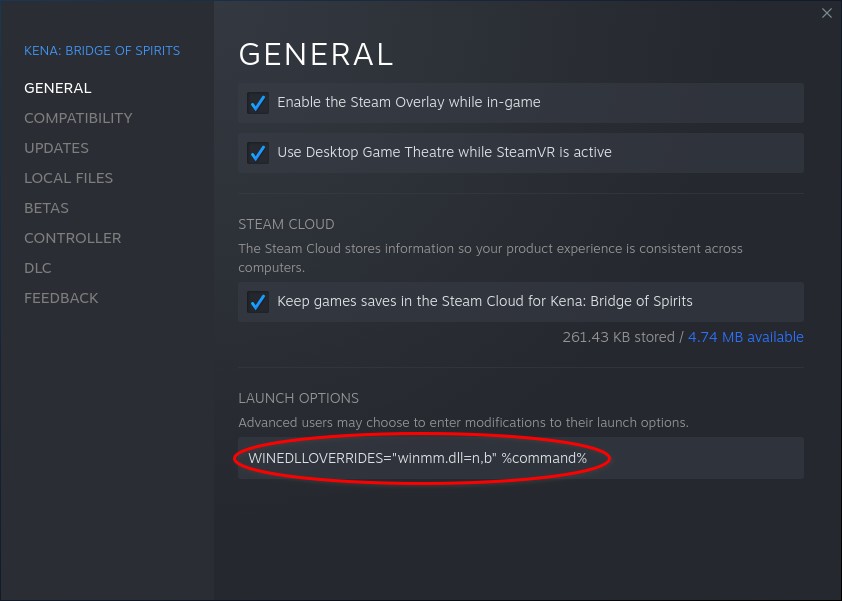 KENA: BRIDGE OF SPIRITS
GENERAL
COMPATIBILITY
UPDATES
LOCAL FILES
BETAS
CONTROLLER
DLC
FEEDBACK
GENERAL
Enable the Steam Overlay while in-game
Use Desktop Game Theatre while SteamVR is active
STEAM CLOUD
The Steam Cloud stores information so your product experience is consistent across
computers.
Keep games saves in the Steam Cloud for Kena: Bridge of Spirits
261.43 KB stored / 4.74 MB available
LAUNCH OPTIONS
Advanced users may choose to enter modifications to their launch options.
WINEDLLOVERRIDES="winmm.dll=n,b" %command%